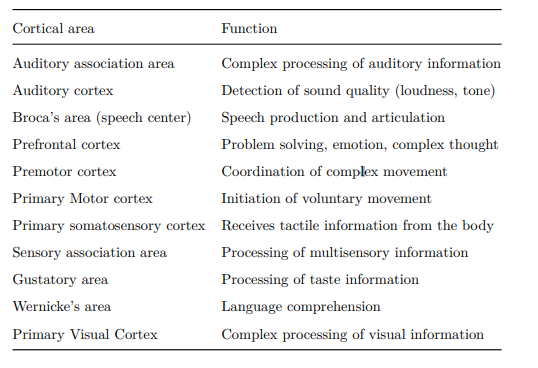 Cortical area Function
Auditory association area Complex processing of auditory information
Auditory cortex Detection of sound quality (loudness, tone)
Broca's area (speech center) Speech production and articulation
Prefrontal cortex Problem solving, emotion, complex thought
Premotor cortex Coordination of complex movement
Primary Motor cortex Initiation of voluntary movement
Primary somatosensory cortex Receives tactile information from the body
Sensory association area Processing of multisensory information
Gustatory area Processing of taste information
Wernicke's area Language comprehension
Primary Visual Cortex Complex processing of visual information